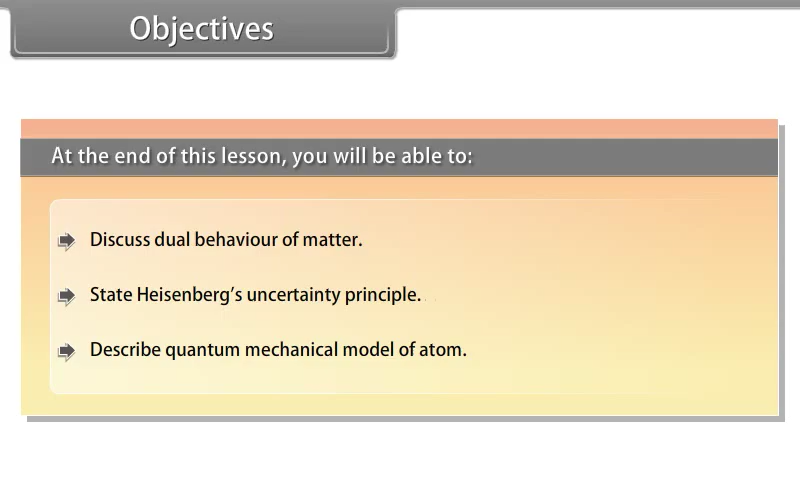 Objectives
At the end of this lesson, you will be able to:
Discuss dual behaviour of matter.
State Heisenberg's uncertainty principle.
Describe quantum mechanical model of atom.